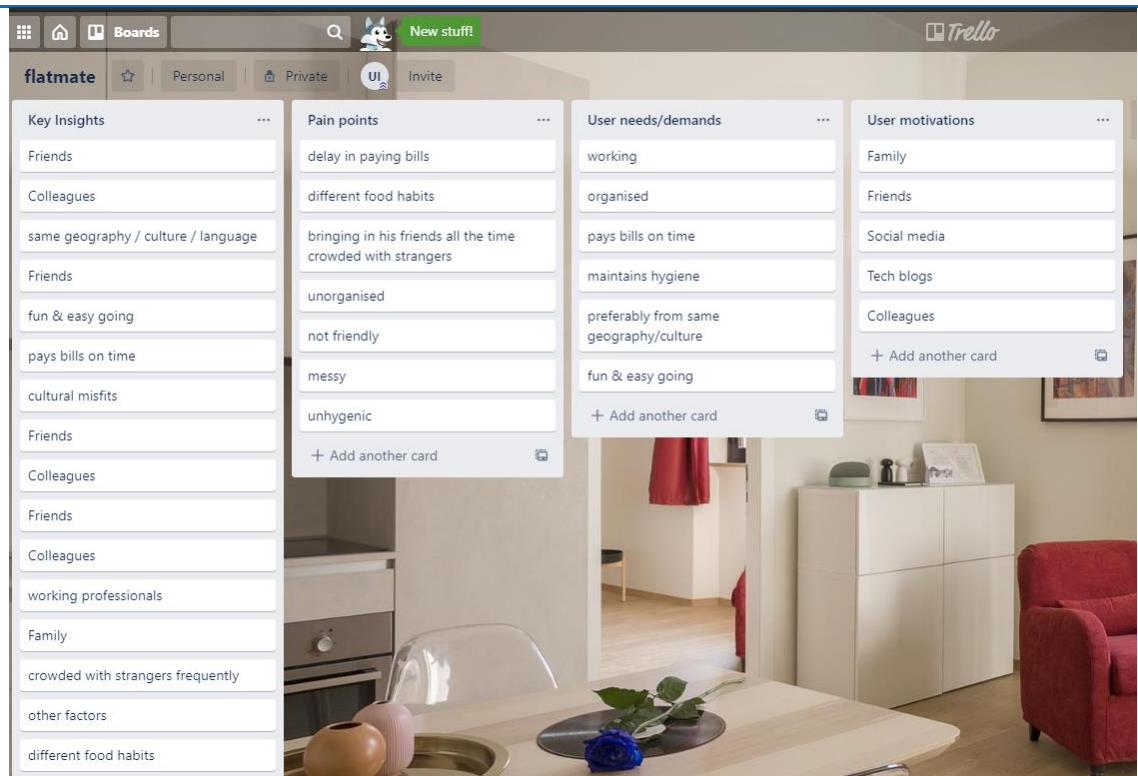 Boards
New stuff!
Trello
flatmate
Personal
Private
UI
Invite
Key Insights
Friends
Colleagues
same geography / culture / language
Friends
fun & easy going
pays bills on time
cultural misfits
Friends
Colleagues
Friends
Colleagues
working professionals
Family
crowded with strangers frequently
other factors
different food habits
Pain points
delay in paying bills
different food habits
bringing in his friends all the time
crowded with strangers
unorganised
not friendly
messy
unhygenic
+ Add another card
User needs/demands
working
organised
pays bills on time
maintains hygiene
preferably from same
geography/culture
fun & easy going
+ Add another card
User motivations
Family
Friends
Social media
Tech blogs
Colleagues
+ Add another card